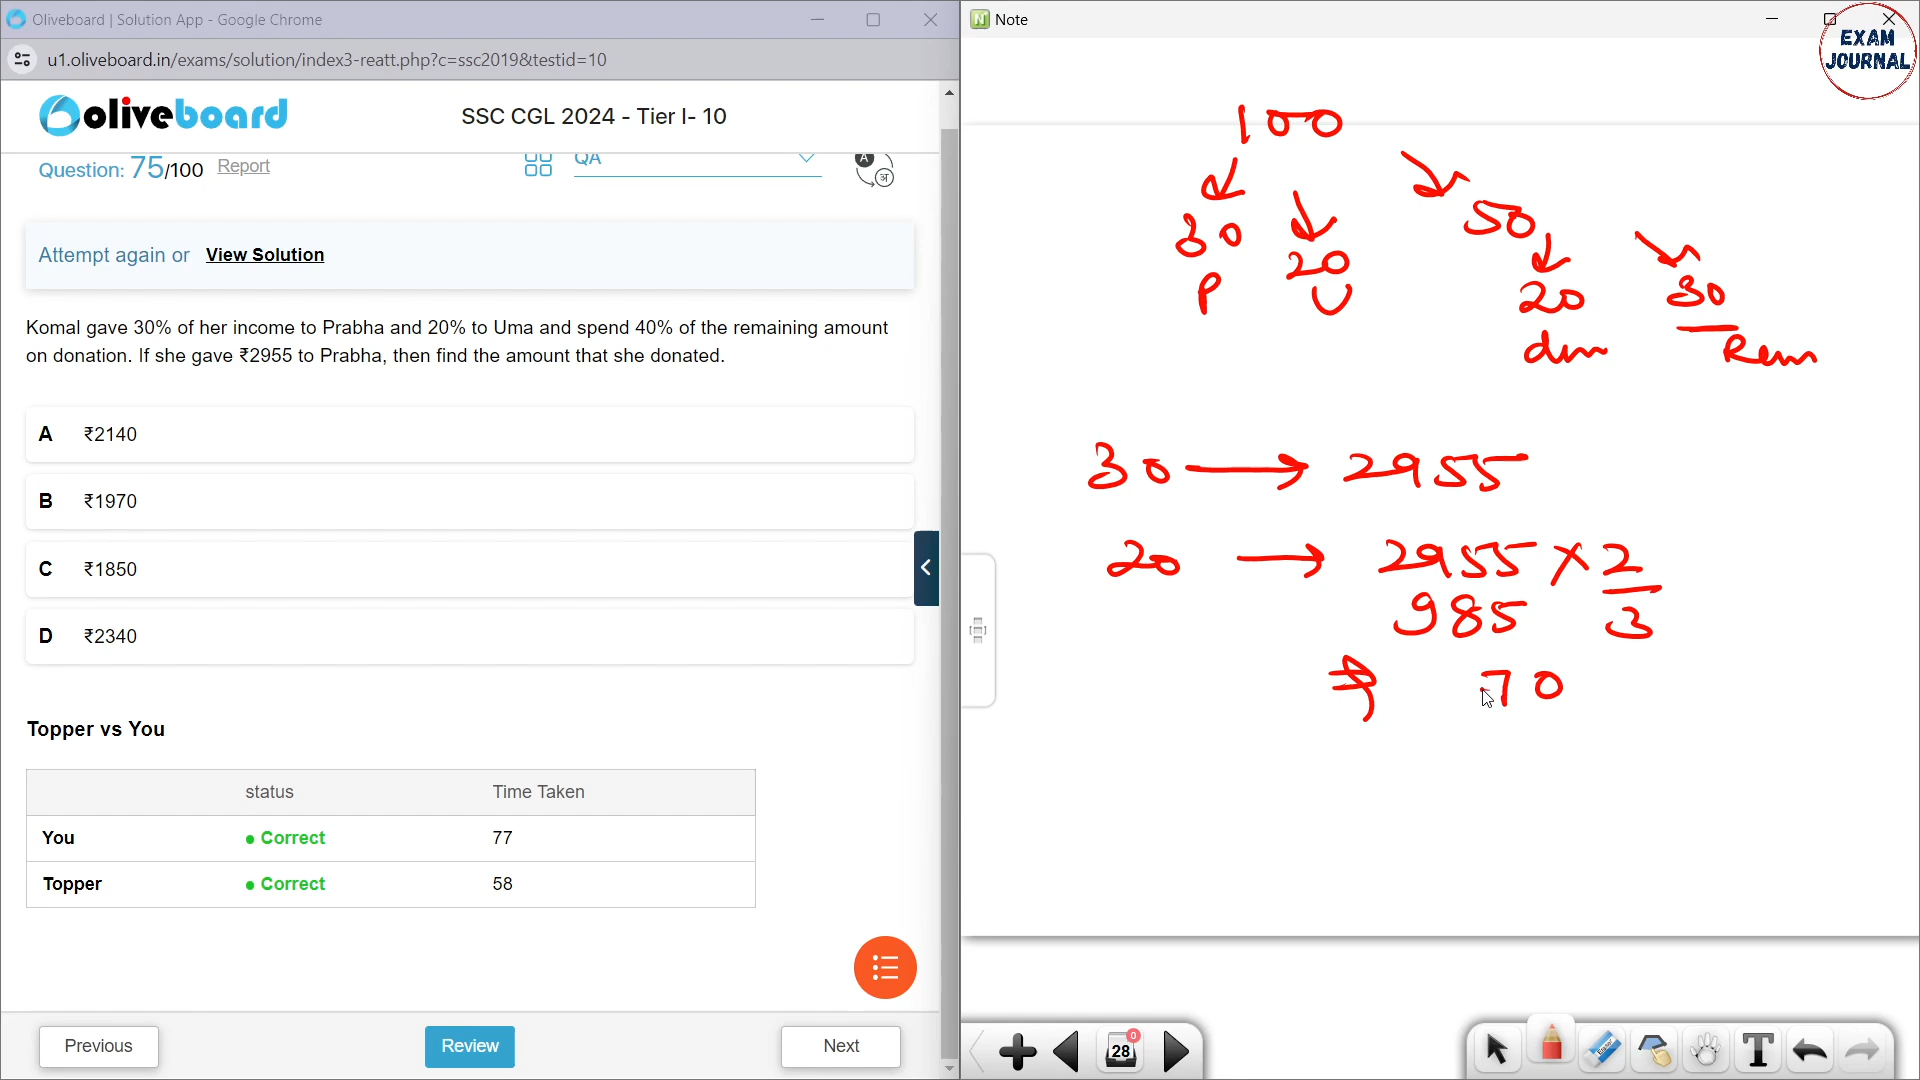 Oliveboard | Solution App - Google Chrome
u1.oliveboard.in/exams/solution/index3-reatt.php?c=ssc2019&testid=10
oliveboard
SSC CGL 2024 - Tier I- 10
Question: 75/100 Report
QA
A
अ
Attempt again or View Solution
Komal gave 30% of her income to Prabha and 20% to Uma and spend 40% of the remaining amount
on donation. If she gave ₹2955 to Prabha, then find the amount that she donated.
A ₹2140
B ₹1970
C ₹1850
D ₹2340
Topper vs You
status Time Taken
You Correct 77
Topper Correct 58
Previous Review Next
N Note
EXAM
JOURNAL
100
30 20 50
P U 20 30
Rem
30 → 2955
20 → 2955 × 2
985 3
70
28
0
T